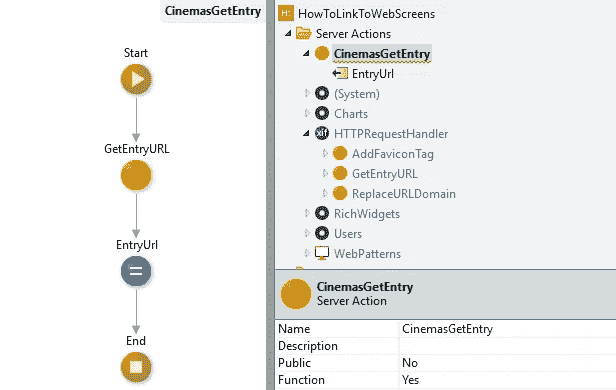 CinemasGetEntry
Start
GetEntryURL
EntryUrl
End
HowToLinkToWebScreens
Server Actions
CinemasGetEntry
EntryUrl
(System)
Charts
HTTPRequestHandler
AddFaviconTag
GetEntryURL
ReplaceURLDomain
RichWidgets
Users
WebPatterns
CinemasGetEntry
Server Action
Name CinemasGetEntry
Description
Public No
Function Yes